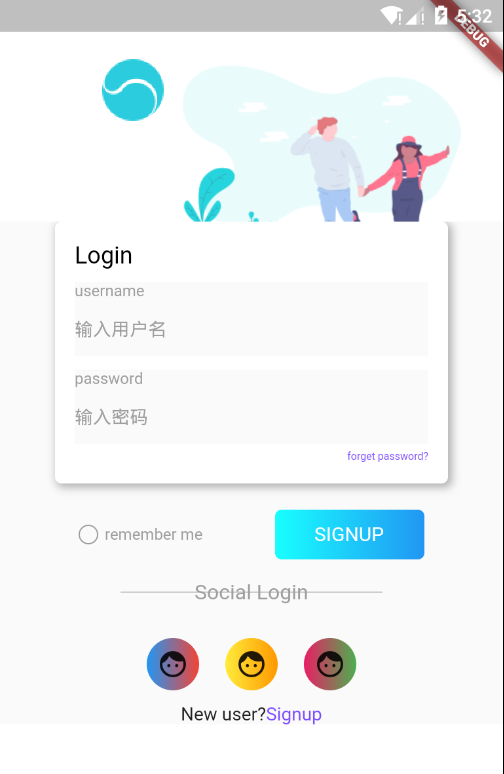 5:32
DEBUG
Login
username
输入用户名
password
输入密码
forget password?
remember me
SIGNUP
Social Login
New user?Signup